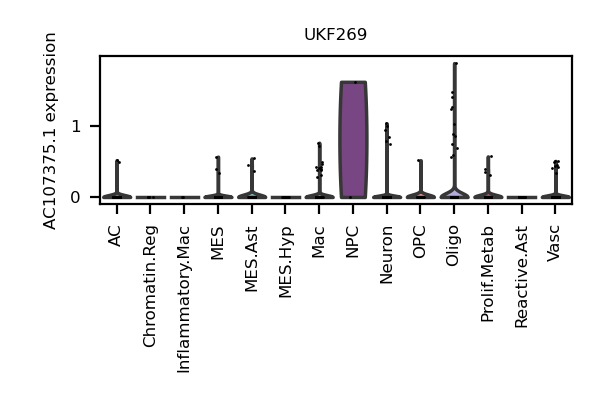 UKF269
AC107375.1 expression
1
0
AC
Chromatin.Reg
Inflammatory.Mac
MES
MES.Ast
MES.Hyp
Mac
NPC
Neuron
OPC
Oligo
Prolif.Metab
Reactive.Ast
Vasc